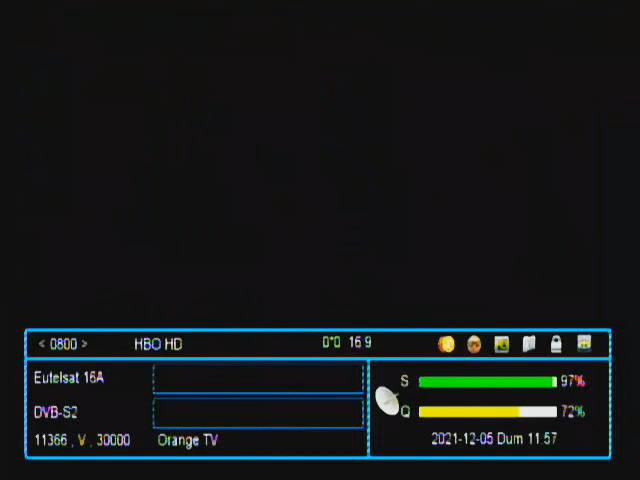 < 0800 > HBO HD 0*0 16 9
Eutelsat 16A
S 97%
DVB-S2
Q 72%
11366 , V , 30000 Orange TV
2021-12-05 Dum 11:57